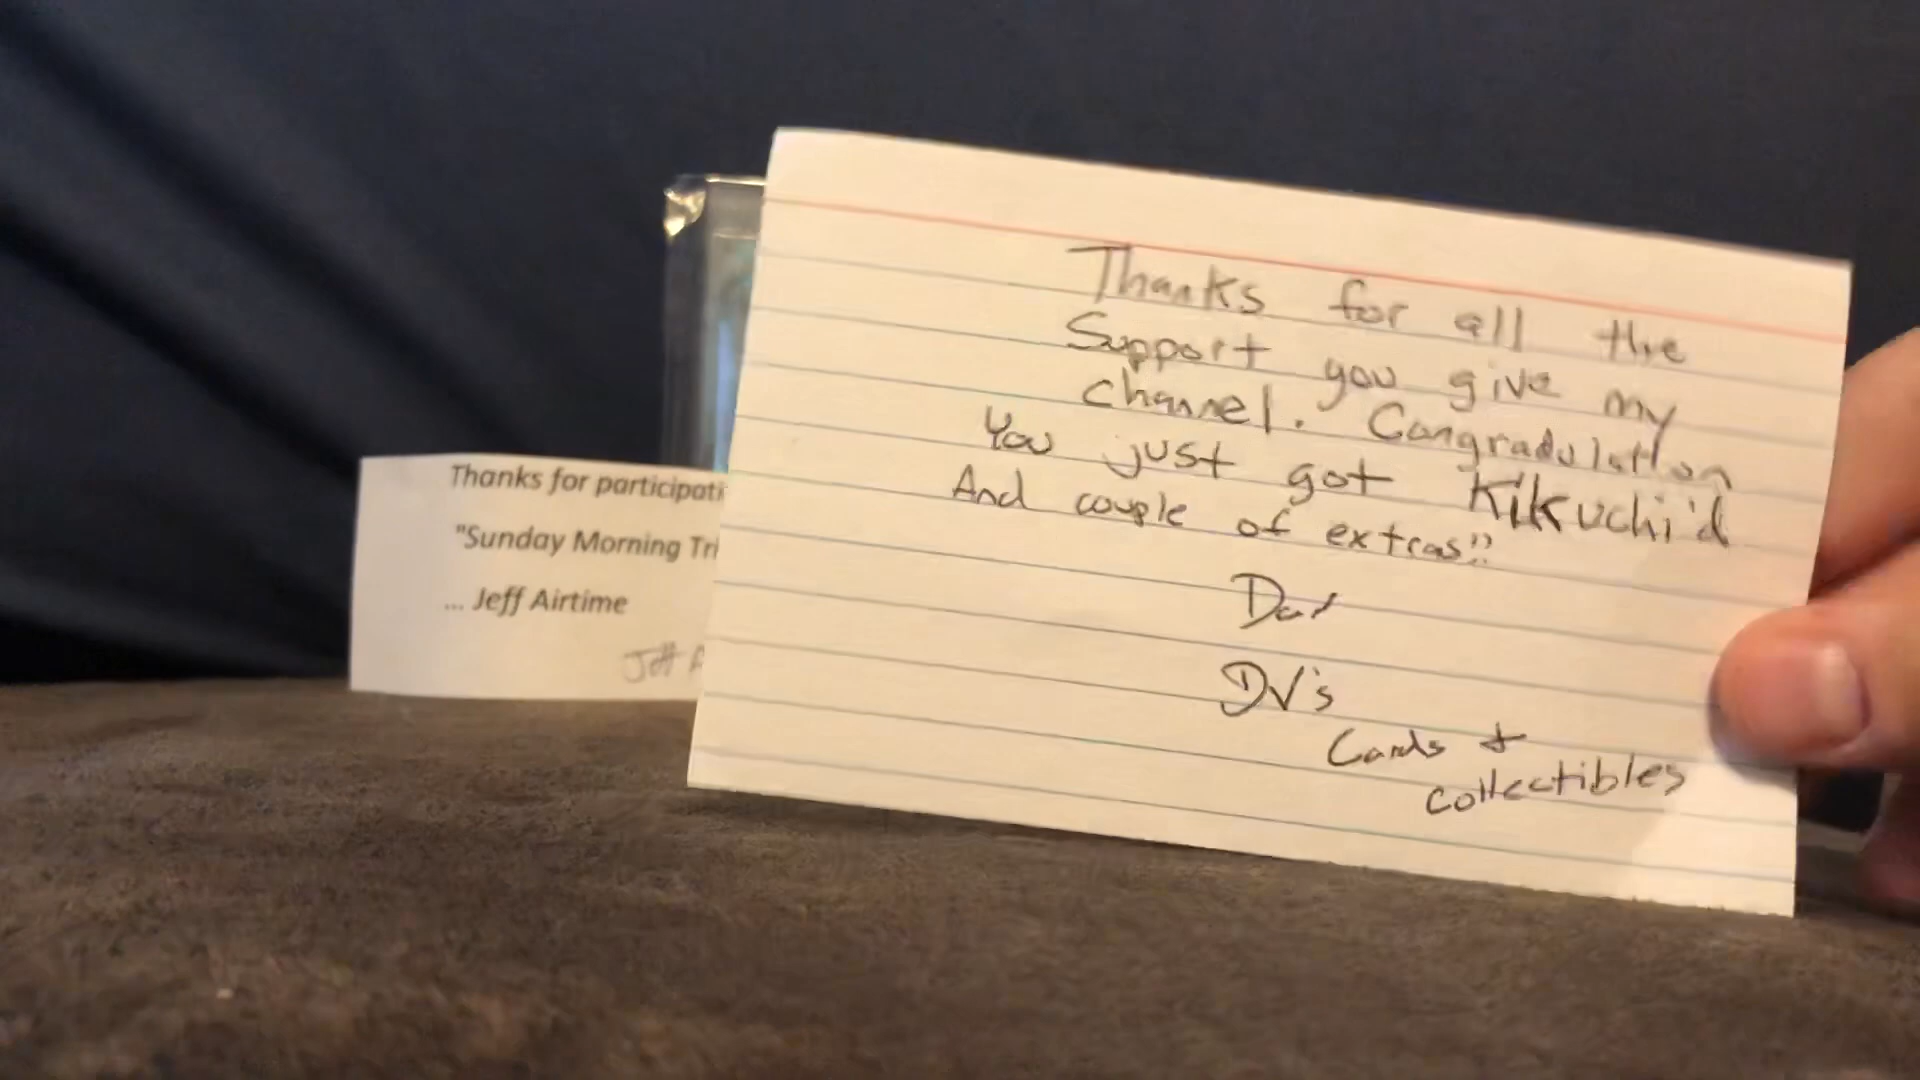 Thanks for all the
Support you give my
channel. Congradulation
You just got Kikuchi'd
And couple of extras!!
DV's
Cards +
collectibles
Thanks for participati
"Sunday Morning Tri
... Jeff Airtime
Jeff A